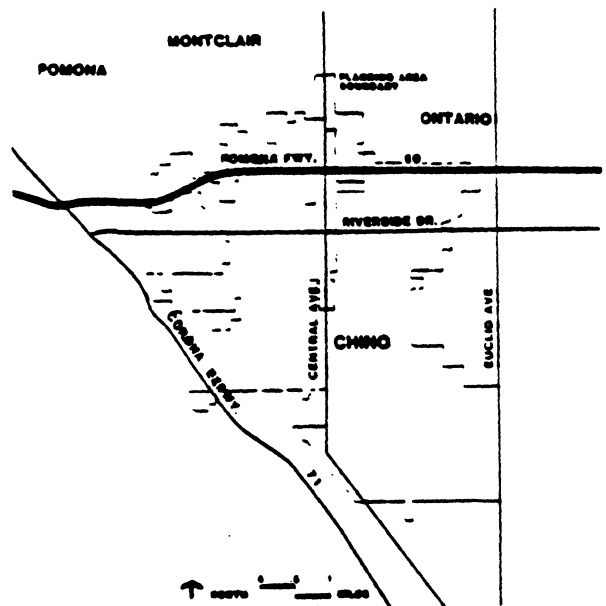 MONTCLAIR
POMONA
PLANNING AREA
BOUNDARY
ONTARIO
POMONA FWY.
60
RIVERSIDE DR.
CENTRAL AVE.
EUCLID AVE
CHINO
CORONA FRWY.
71
NORTH
MILES